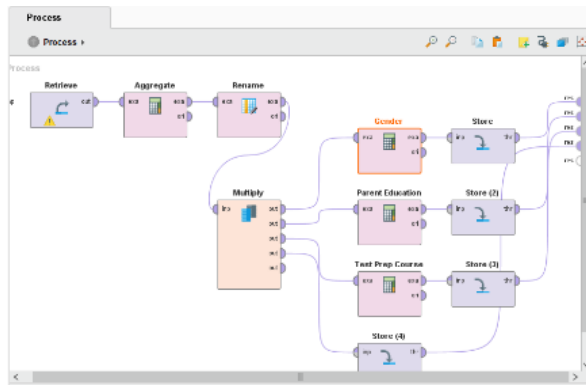 Process
Process
Process
Retrieve
Aggregate
Rename
out
exa
exa
ori
exa
exa
ori
Gender
Store
exa
exa
ori
inp
thr
Multiply
inp
out
out
out
out
out
Parent Education
Store (2)
exa
exa
ori
inp
thr
Test Prep Course
Store (3)
exa
exa
ori
inp
thr
Store (4)
inp
thr
res
res
res
res
res